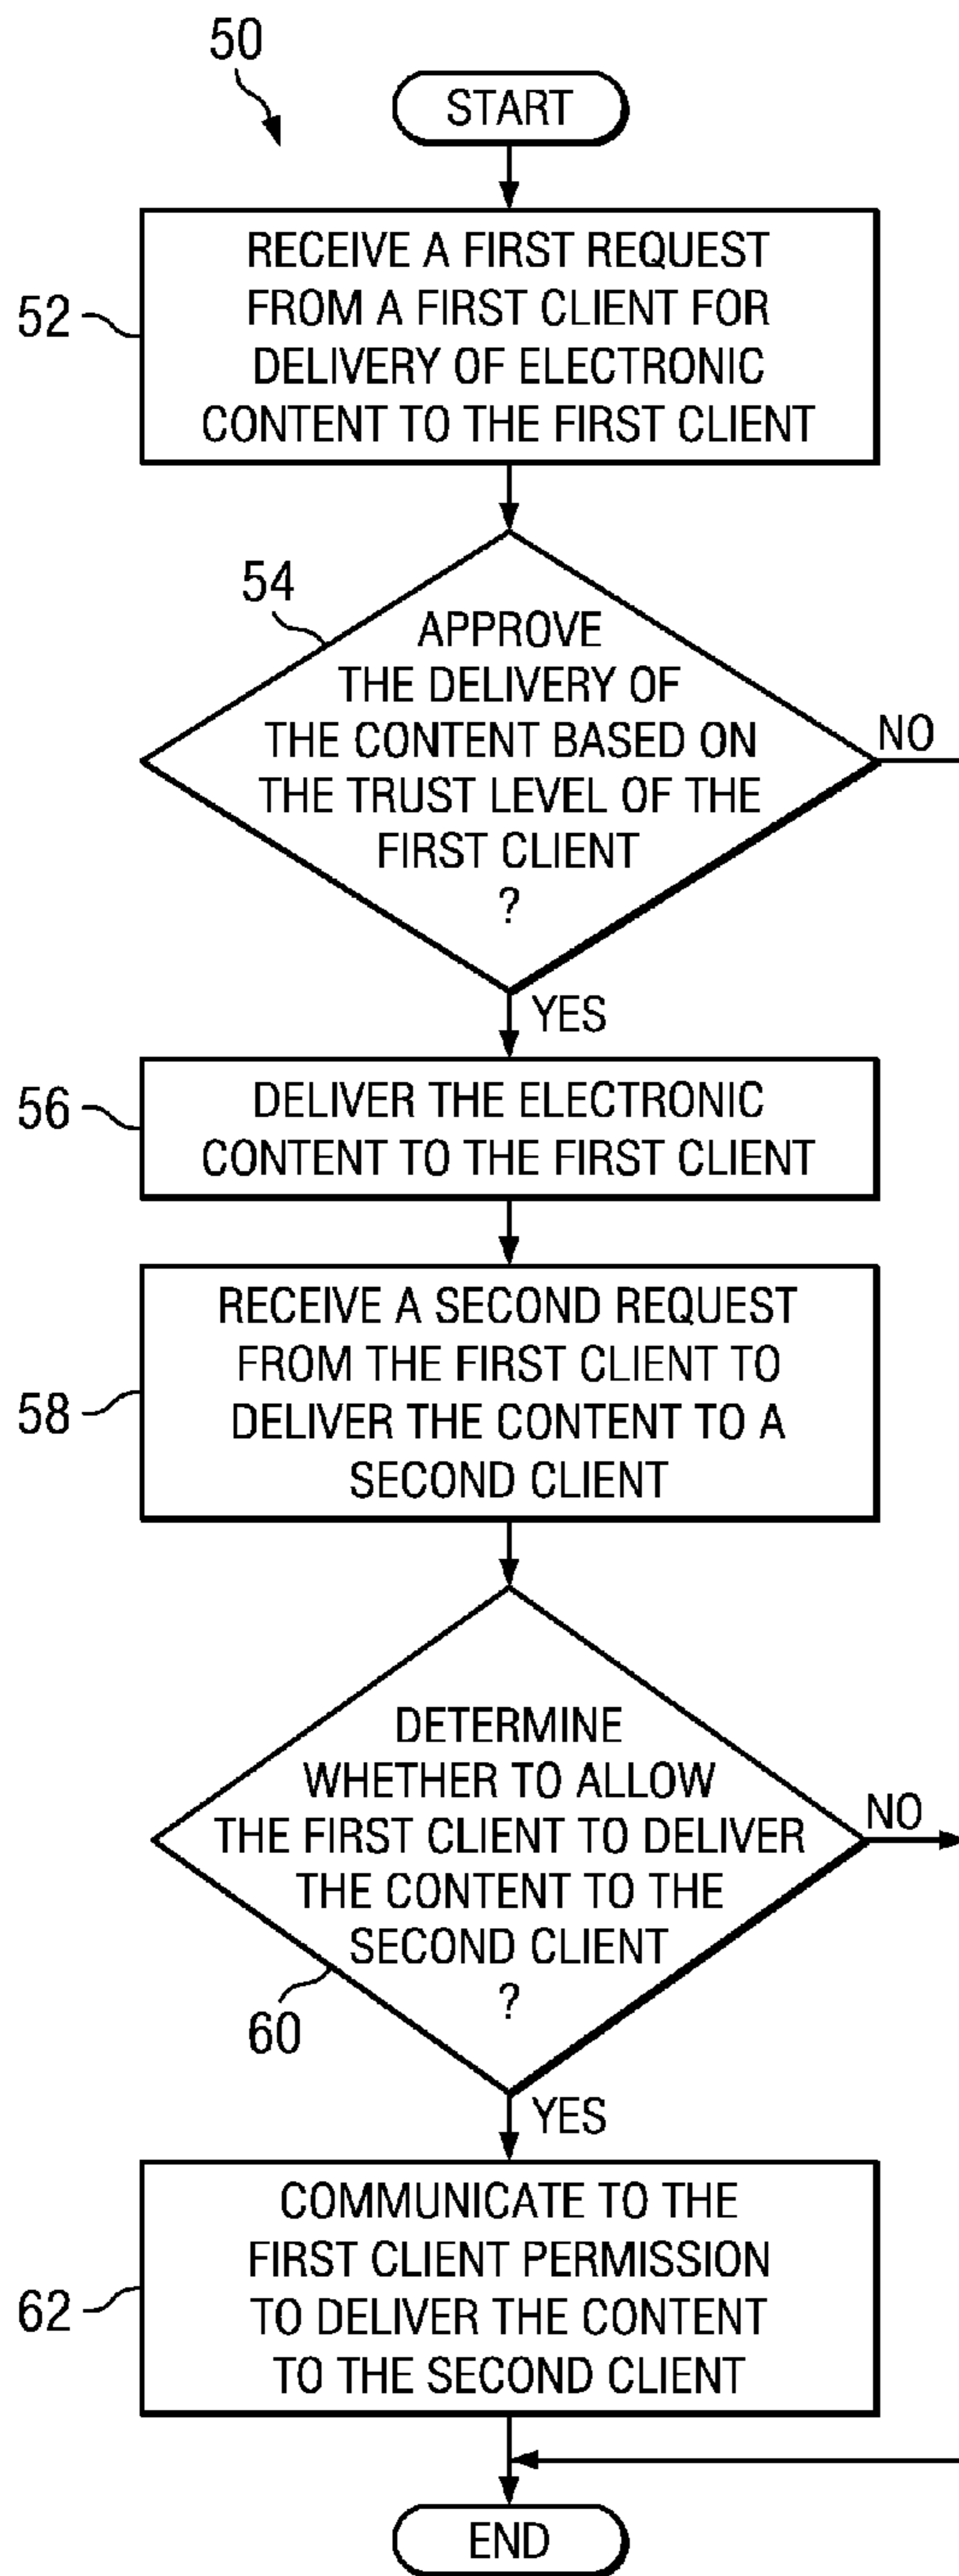 50
START
52
RECEIVE A FIRST REQUEST
FROM A FIRST CLIENT FOR
DELIVERY OF ELECTRONIC
CONTENT TO THE FIRST CLIENT
54
APPROVE
THE DELIVERY OF
THE CONTENT BASED ON
THE TRUST LEVEL OF THE
FIRST CLIENT
?
NO
YES
56
DELIVER THE ELECTRONIC
CONTENT TO THE FIRST CLIENT
58
RECEIVE A SECOND REQUEST
FROM THE FIRST CLIENT TO
DELIVER THE CONTENT TO A
SECOND CLIENT
DETERMINE
WHETHER TO ALLOW
THE FIRST CLIENT TO DELIVER
THE CONTENT TO THE
SECOND CLIENT
?
NO
60
YES
62
COMMUNICATE TO THE
FIRST CLIENT PERMISSION
TO DELIVER THE CONTENT
TO THE SECOND CLIENT
END